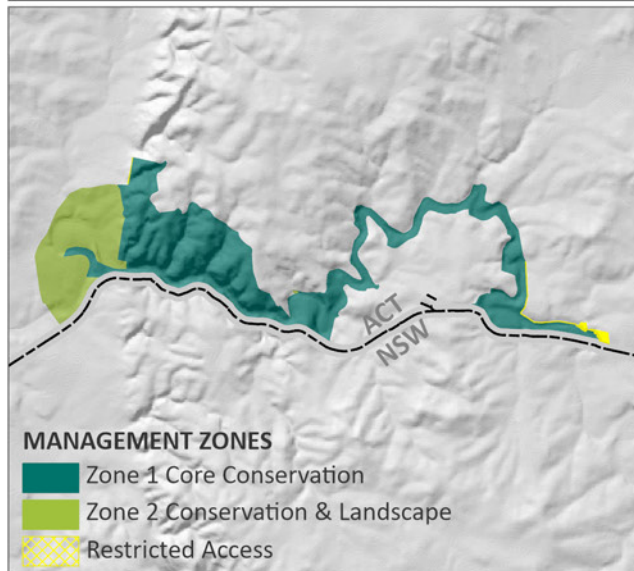 ACT
NSW
MANAGEMENT ZONES
Zone 1 Core Conservation
Zone 2 Conservation & Landscape
Restricted Access